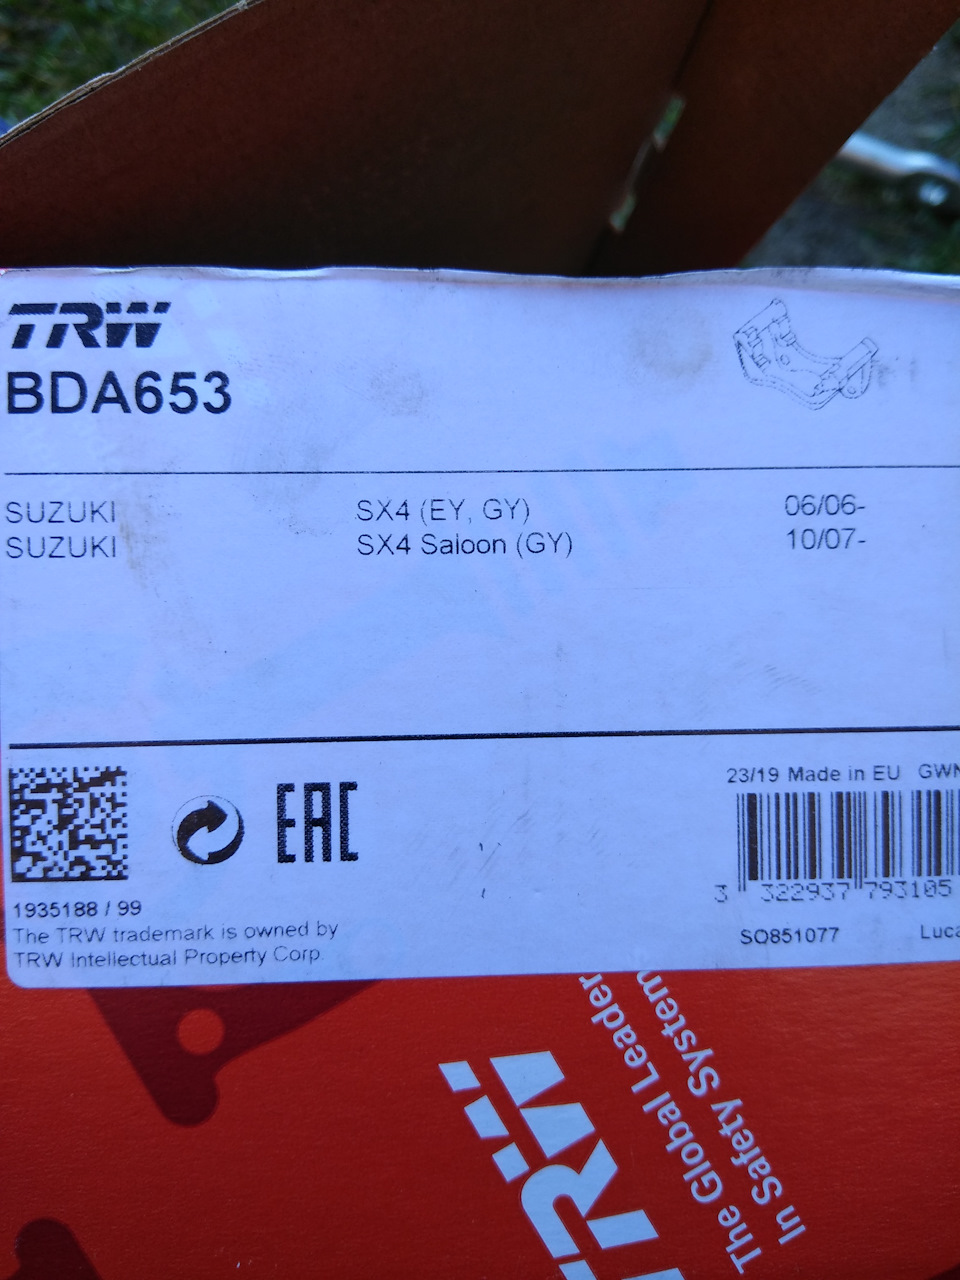 TRW
BDA653
SUZUKI SX4 (EY, GY) 06/06-
SUZUKI SX4 Saloon (GY) 10/07-
23/19 Made in EU
EAC
3 322937 793105
1935188 / 99
SO851077
The TRW trademark is owned by
TRW Intellectual Property Corp.
TRW
The Global Leader
In Safety System